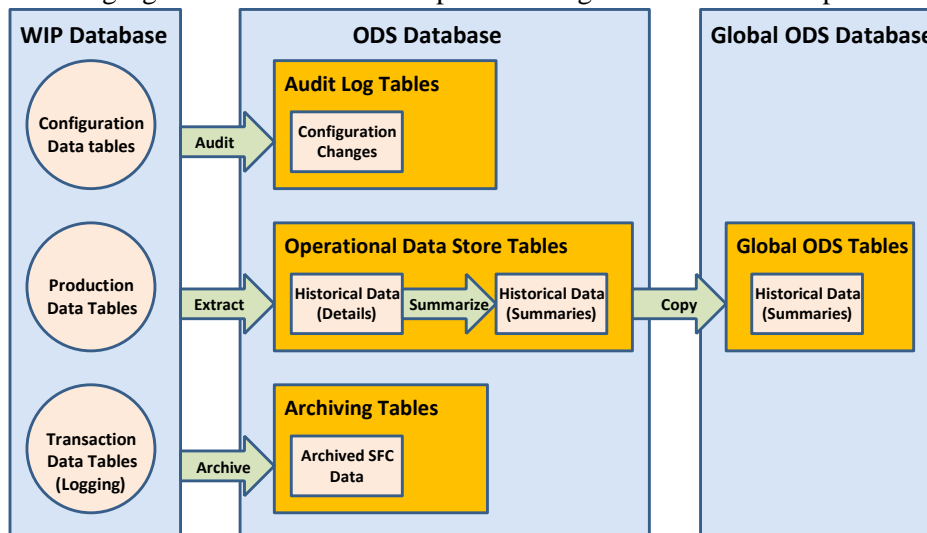 WIP Database
ODS Database
Global ODS Database
Audit Log Tables
Configuration
Data tables
Audit
Configuration
Changes
Operational Data Store Tables
Global ODS Tables
Production
Data Tables
Extract
Historical Data
(Details)
Summarize
Historical Data
(Summaries)
Copy
Historical Data
(Summaries)
Archiving Tables
Transaction
Data Tables
(Logging)
Archive
Archived SFC
Data